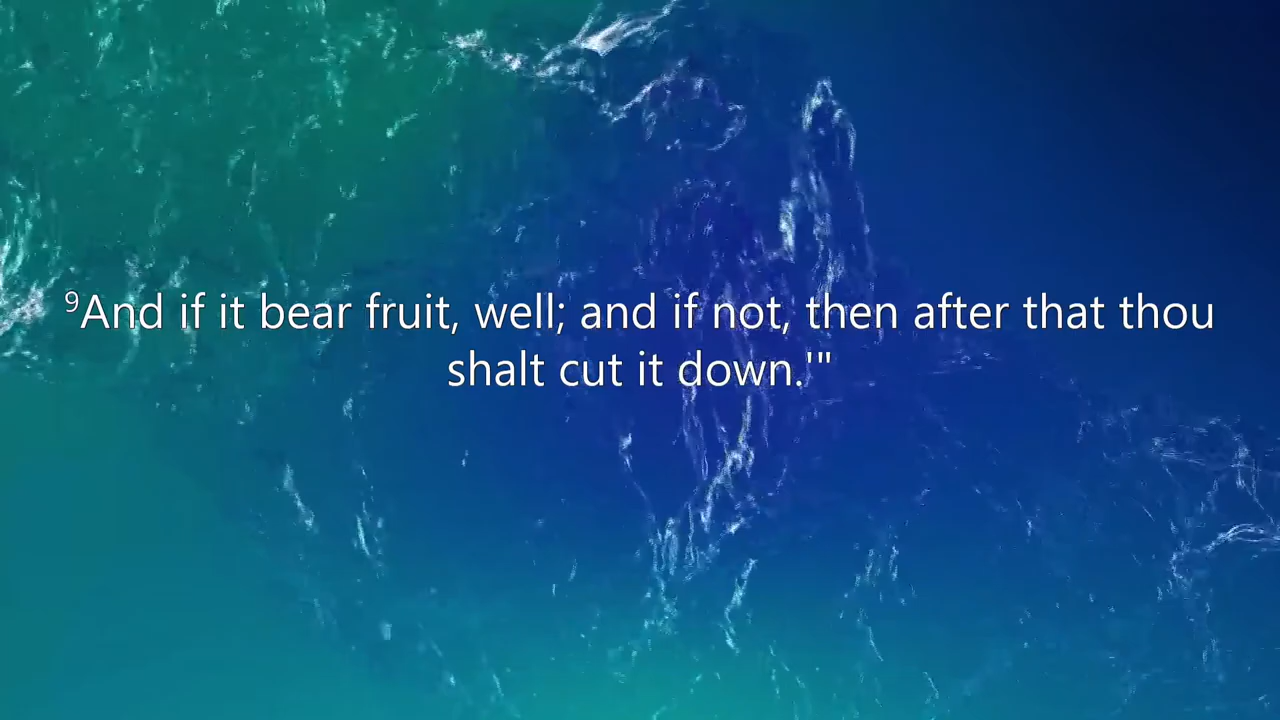 ⁹And if it bear fruit, well; and if not, then after that thou
shalt cut it down.'"